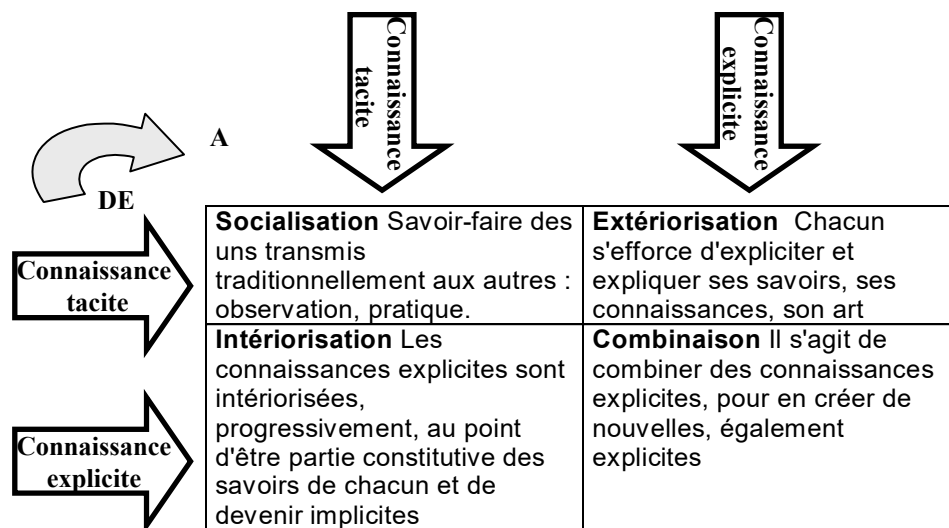 Connaissance
tacite
Connaissance
explicite
A
DE
Connaissance
tacite
Socialisation Savoir-faire des
uns transmis
traditionnellement aux autres :
observation, pratique.
Extériorisation Chacun
s'efforce d'expliciter et
expliquer ses savoirs, ses
connaissances, son art
Connaissance
explicite
Intériorisation Les
connaissances explicites sont
intériorisées,
progressivement, au point
d'être partie constitutive des
savoirs de chacun et de
devenir implicites
Combinaison Il s'agit de
combiner des connaissances
explicites, pour en créer de
nouvelles, également
explicites